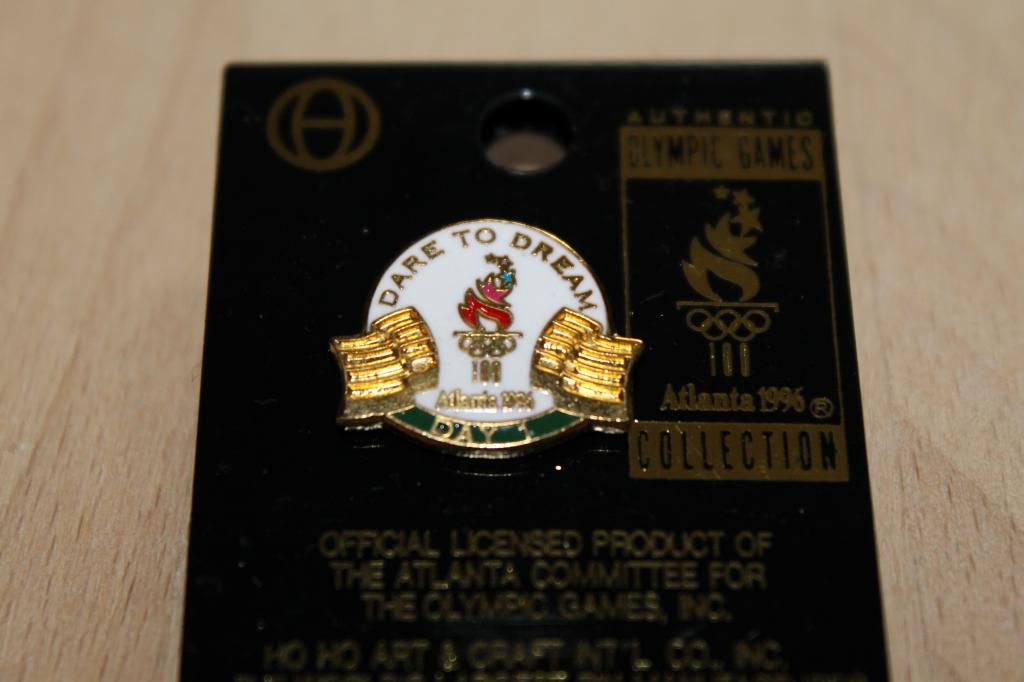 AUTHENTIC
OLYMPIC GAMES
100
Atlanta 1996 ®
COLLECTION
DARE TO DREAM
100
Atlanta 1996
DAY 1
OFFICIAL LICENSED PRODUCT OF
THE ATLANTA COMMITTEE FOR
THE OLYMPIC GAMES, INC.
HO HO ART & CRAFT INT'L. CO., INC.